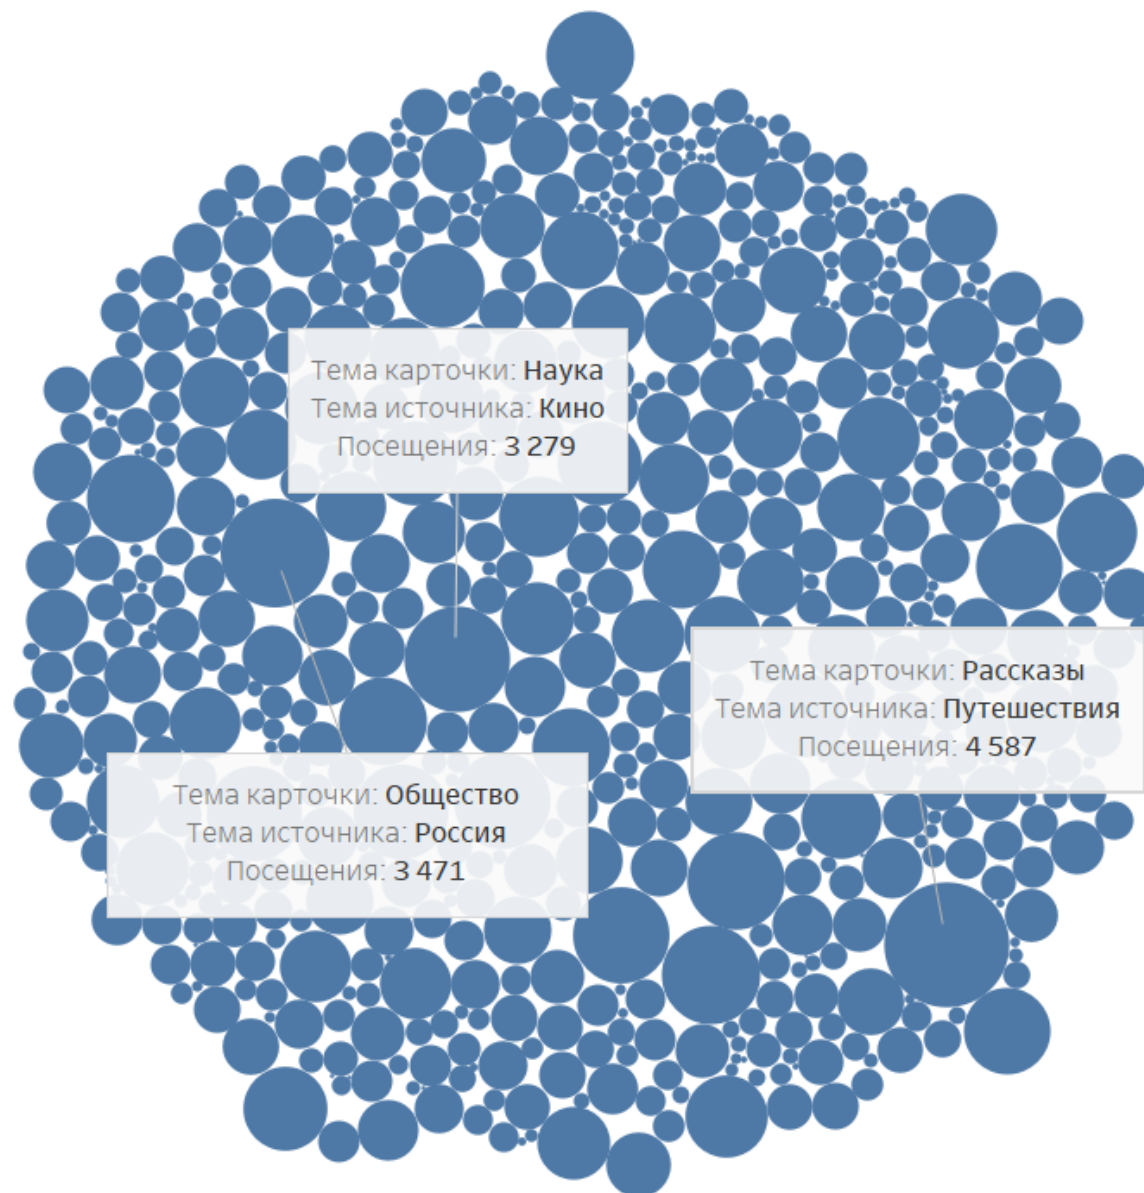 Тема карточки: Наука
Тема источника: Кино
Посещения: 3 279
Тема карточки: Рассказы
Тема источника: Путешествия
Посещения: 4 587
Тема карточки: Общество
Тема источника: Россия
Посещения: 3 471